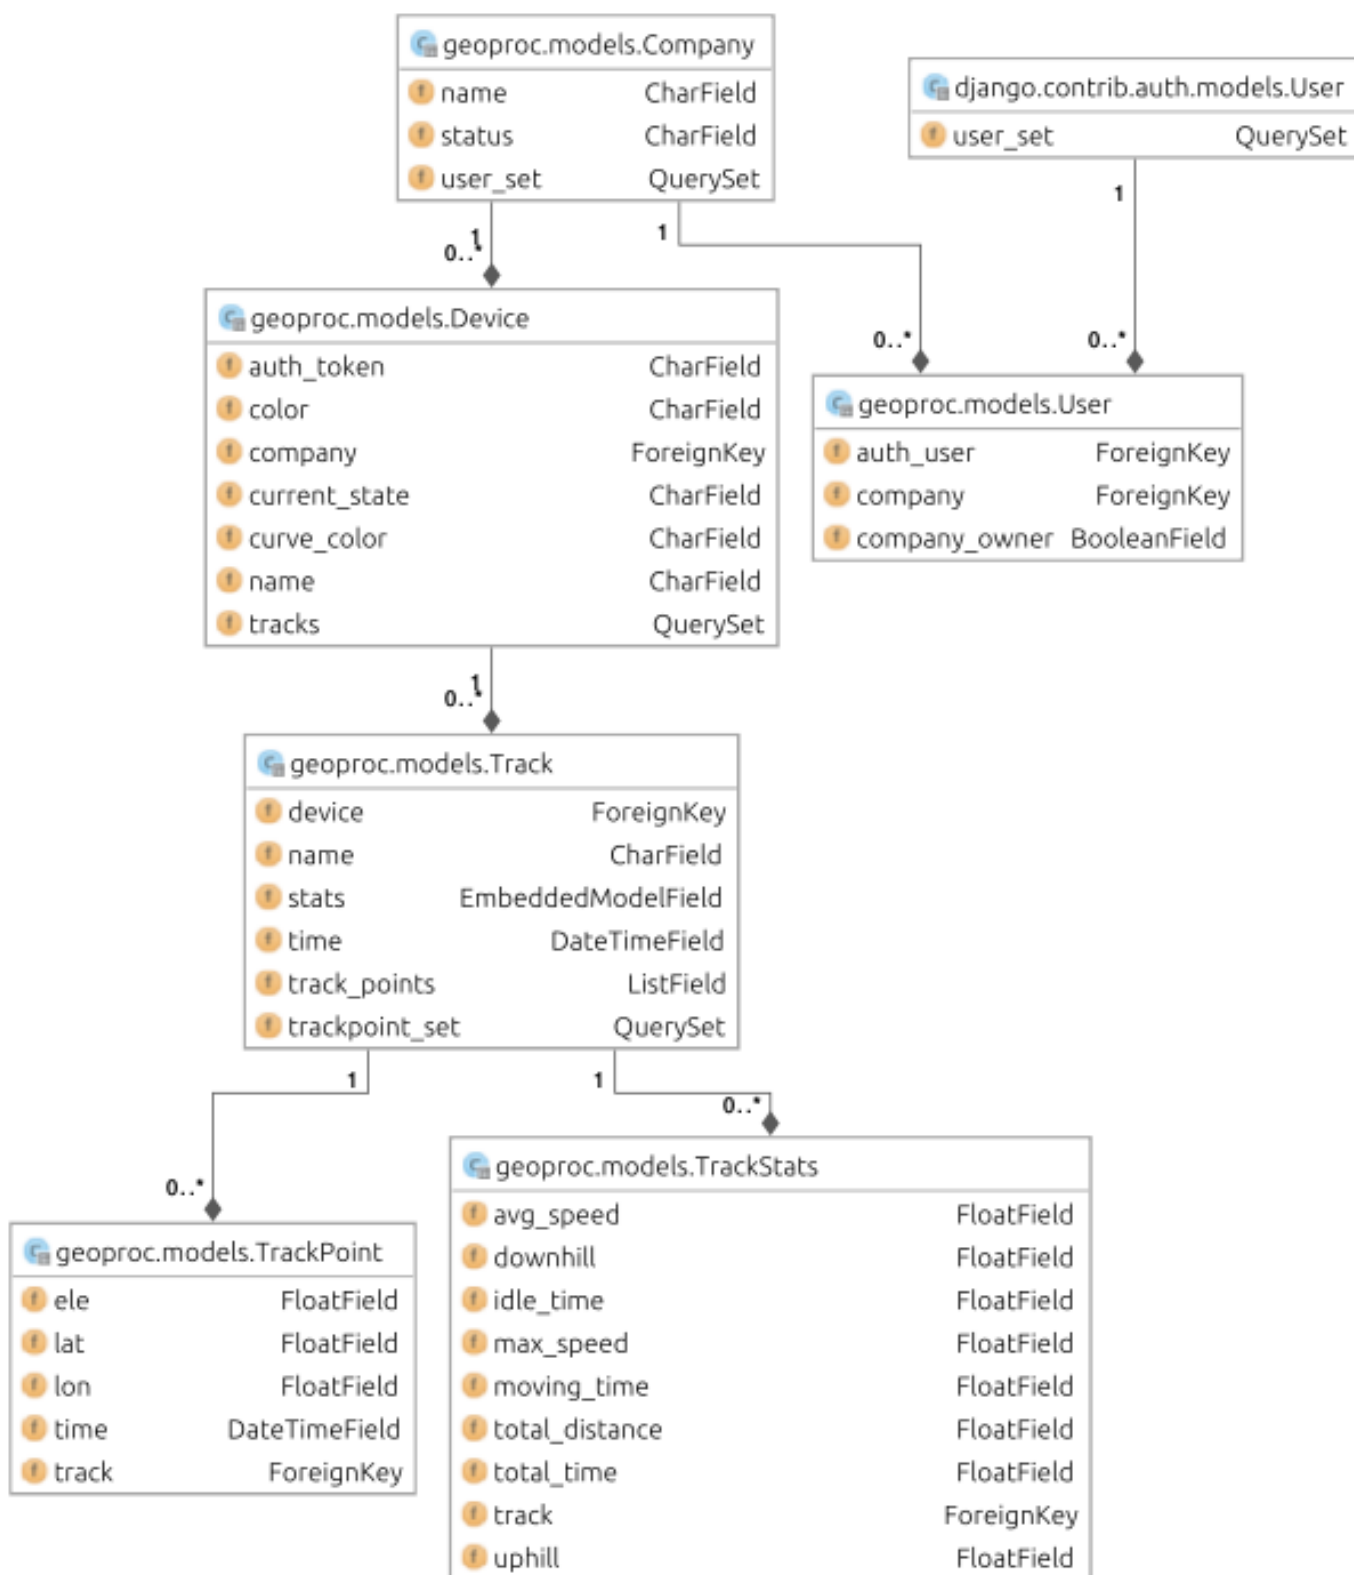 geoproc.models.Company
name CharField
status CharField
user_set QuerySet
django.contrib.auth.models.User
user_set QuerySet
1
0..*
1
0..*
1
0..*
geoproc.models.Device
auth_token CharField
color CharField
company ForeignKey
current_state CharField
curve_color CharField
name CharField
tracks QuerySet
geoproc.models.User
auth_user ForeignKey
company ForeignKey
company_owner BooleanField
1
0..*
geoproc.models.Track
device ForeignKey
name CharField
stats EmbeddedModelField
time DateTimeField
track_points ListField
trackpoint_set QuerySet
1
0..*
1
0..*
geoproc.models.TrackPoint
ele FloatField
lat FloatField
lon FloatField
time DateTimeField
track ForeignKey
geoproc.models.TrackStats
avg_speed FloatField
downhill FloatField
idle_time FloatField
max_speed FloatField
moving_time FloatField
total_distance FloatField
total_time FloatField
track ForeignKey
uphill FloatField